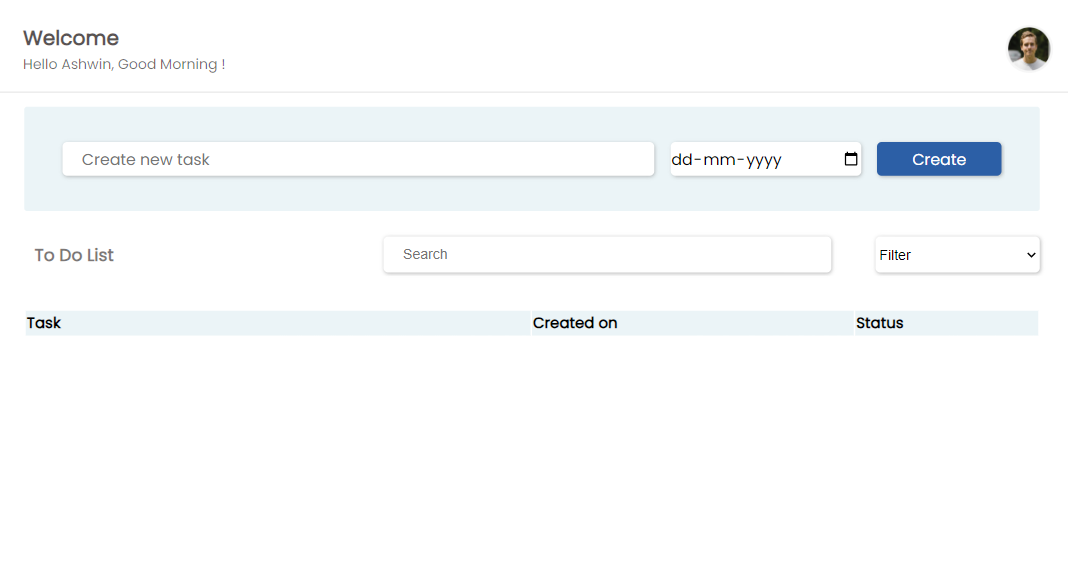 Welcome
Hello Ashwin, Good Morning !
Create new task
dd-mm-yyyy
Create
To Do List
Search
Filter
Task
Created on
Status